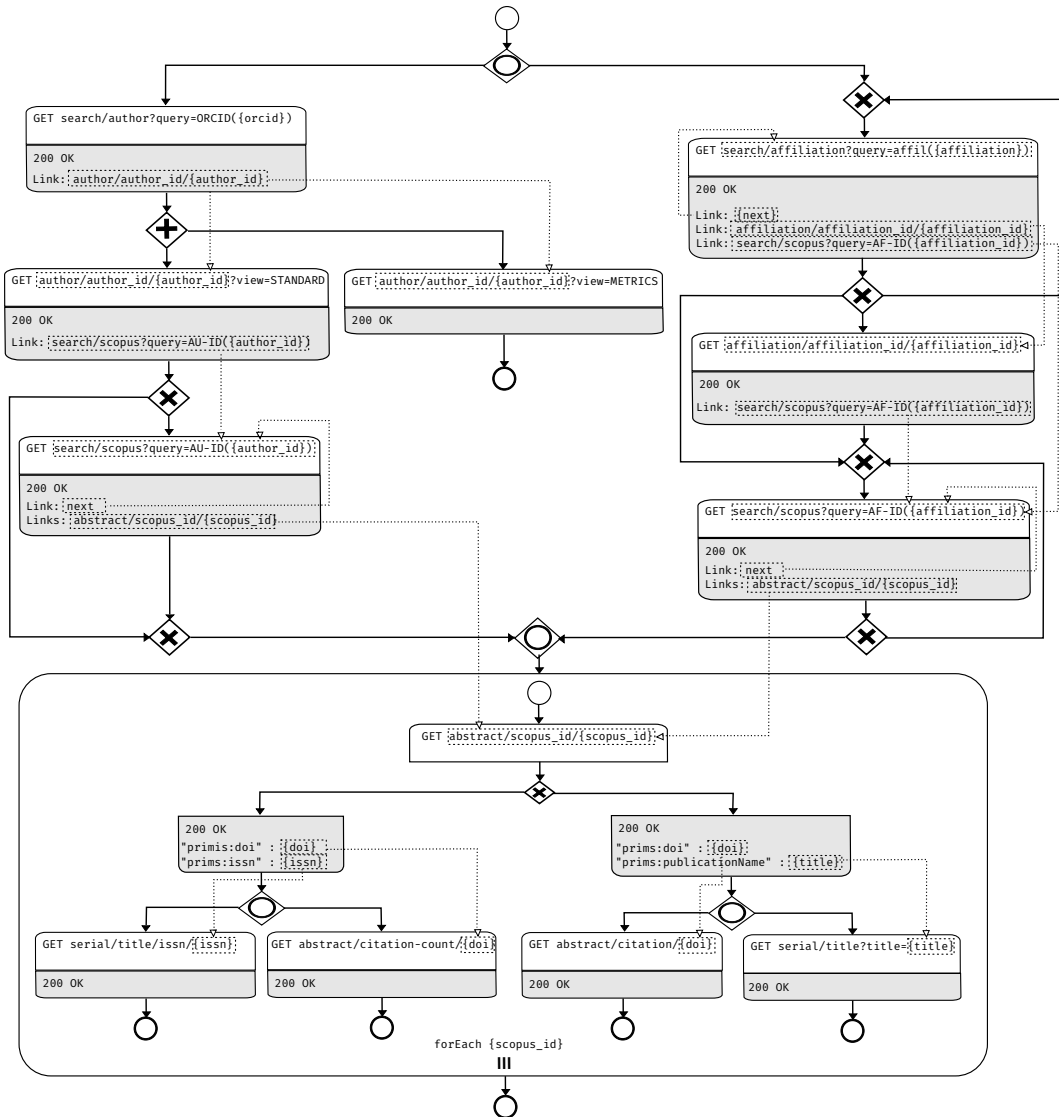 GET search/author?query=ORCID({orcid})
200 OK
Link: author/author_id/{author_id}
GET search/affiliation?query=affil({affiliation})
200 OK
Link: {next}
Link: affiliation/affiliation_id/{affiliation_id}
Link: search/scopus?query=AF-ID({affiliation_id})
GET author/author_id/{author_id}?view=STANDARD
200 OK
Link: search/scopus?query=AU-ID({author_id})
GET author/author_id/{author_id}?view=METRICS
200 OK
GET affiliation/affiliation_id/{affiliation_id}
200 OK
Link: search/scopus?query=AF-ID({affiliation_id})
GET search/scopus?query=AU-ID({author_id})
200 OK
Link: next
Links: abstract/scopus_id/{scopus_id}
GET search/scopus?query=AF-ID({affiliation_id})
200 OK
Link: next
Links: abstract/scopus_id/{scopus_id}
GET abstract/scopus_id/{scopus_id}
200 OK
"primis:doi" : {doi}
"prims:issn" : {issn}
200 OK
"prims:doi" : {doi}
"prims:publicationName" : {title}
GET serial/title/issn/{issn}
200 OK
GET abstract/citation-count/{doi}
200 OK
GET abstract/citation/{doi}
200 OK
GET serial/title?title={title}
200 OK
forEach {scopus_id}